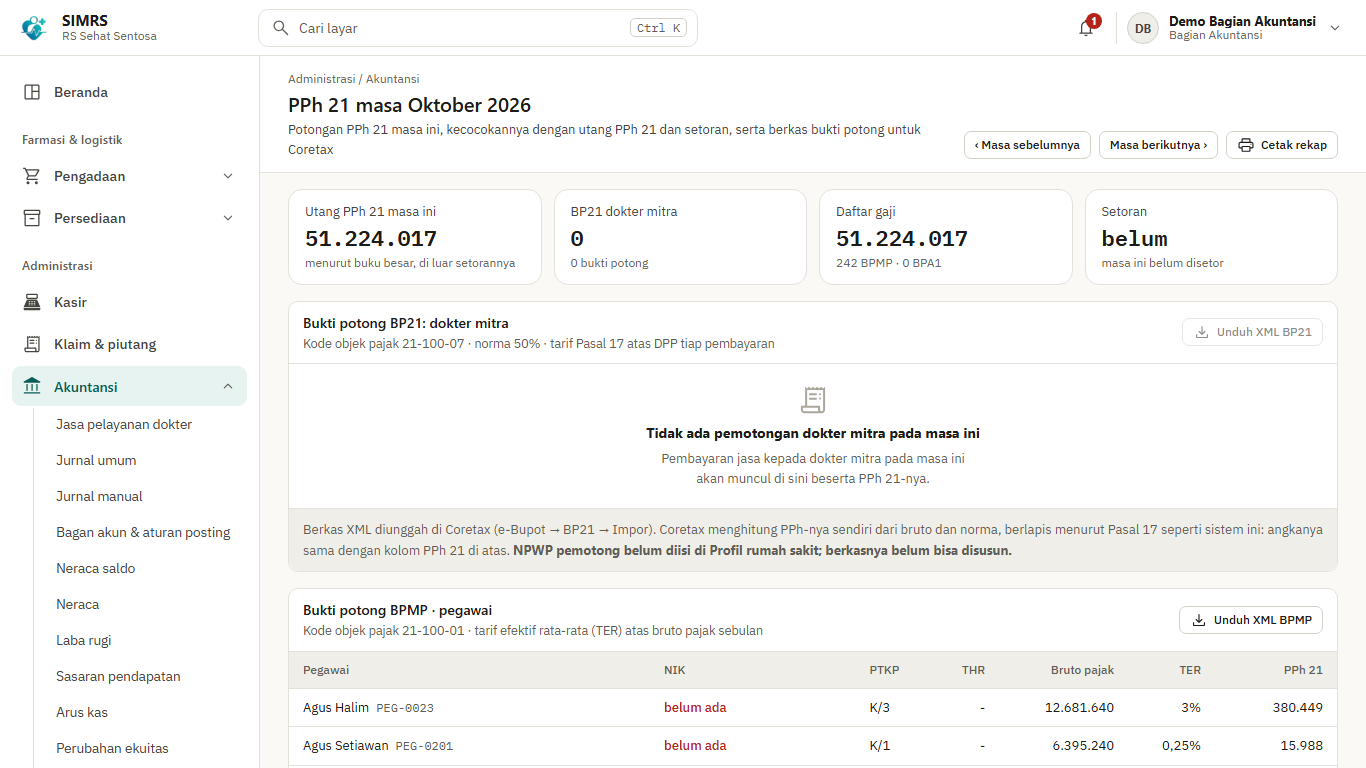 SIMRS
RS Sehat Sentosa
Cari layar
Ctrl K
1
DB
Demo Bagian Akuntansi
Bagian Akuntansi
Beranda
Farmasi & logistik
Pengadaan
Persediaan
Administrasi
Kasir
Klaim & piutang
Akuntansi
Jasa pelayanan dokter
Jurnal umum
Jurnal manual
Bagan akun & aturan posting
Neraca saldo
Neraca
Laba rugi
Sasaran pendapatan
Arus kas
Perubahan ekuitas
Administrasi / Akuntansi
PPh 21 masa Oktober 2026
Potongan PPh 21 masa ini, kecocokannya dengan utang PPh 21 dan setoran, serta berkas bukti potong untuk
Coretax
‹ Masa sebelumnya
Masa berikutnya ›
Cetak rekap
Utang PPh 21 masa ini
51.224.017
menurut buku besar, di luar setorannya
BP21 dokter mitra
0
0 bukti potong
Daftar gaji
51.224.017
242 BPMP · 0 BPA1
Setoran
belum
masa ini belum disetor
Bukti potong BP21: dokter mitra
Kode objek pajak 21-100-07 · norma 50% · tarif Pasal 17 atas DPP tiap pembayaran
Unduh XML BP21
Tidak ada pemotongan dokter mitra pada masa ini
Pembayaran jasa kepada dokter mitra pada masa ini
akan muncul di sini beserta PPh 21-nya.
Berkas XML diunggah di Coretax (e-Bupot → BP21 → Impor). Coretax menghitung PPh-nya sendiri dari bruto dan norma, berlapis menurut Pasal 17 seperti sistem ini: angkanya
sama dengan kolom PPh 21 di atas. NPWP pemotong belum diisi di Profil rumah sakit; berkasnya belum bisa disusun.
Bukti potong BPMP · pegawai
Kode objek pajak 21-100-01 · tarif efektif rata-rata (TER) atas bruto pajak sebulan
Unduh XML BPMP
Pegawai NIK PTKP THR Bruto pajak TER PPh 21
Agus Halim PEG-0023 belum ada K/3 - 12.681.640 3% 380.449
Agus Setiawan PEG-0201 belum ada K/1 - 6.395.240 0,25% 15.988